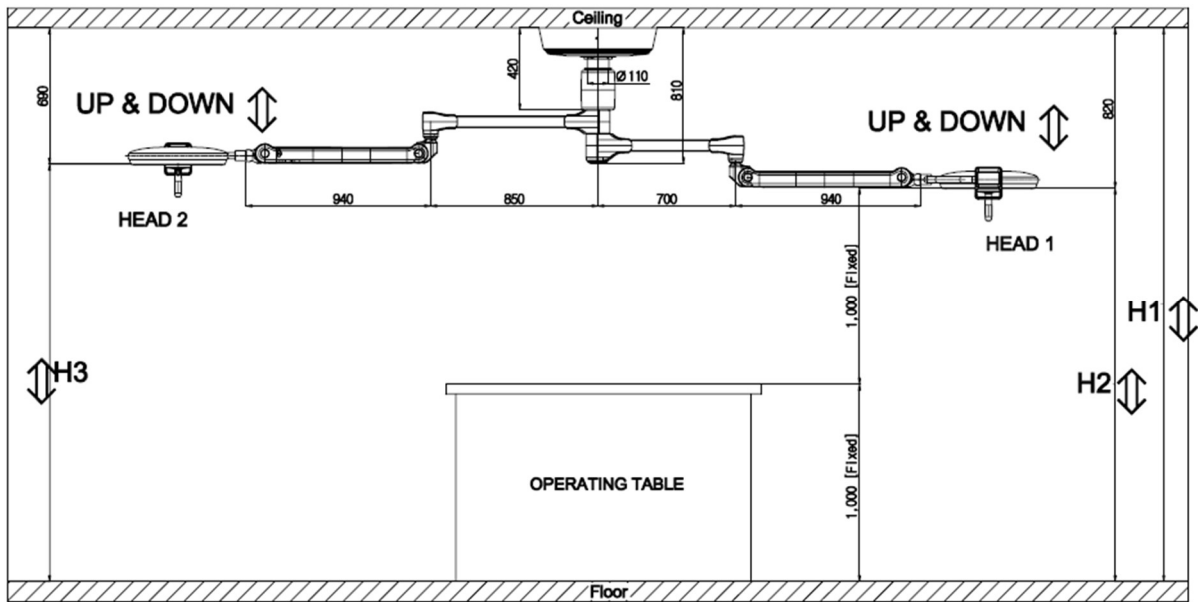 Ceiling
690
420
Ø110
810
820
UP & DOWN
UP & DOWN
HEAD 2
940
850
700
940
HEAD 1
1,000 [Fixed]
H1
H3
H2
1,000 [Fixed]
OPERATING TABLE
Floor